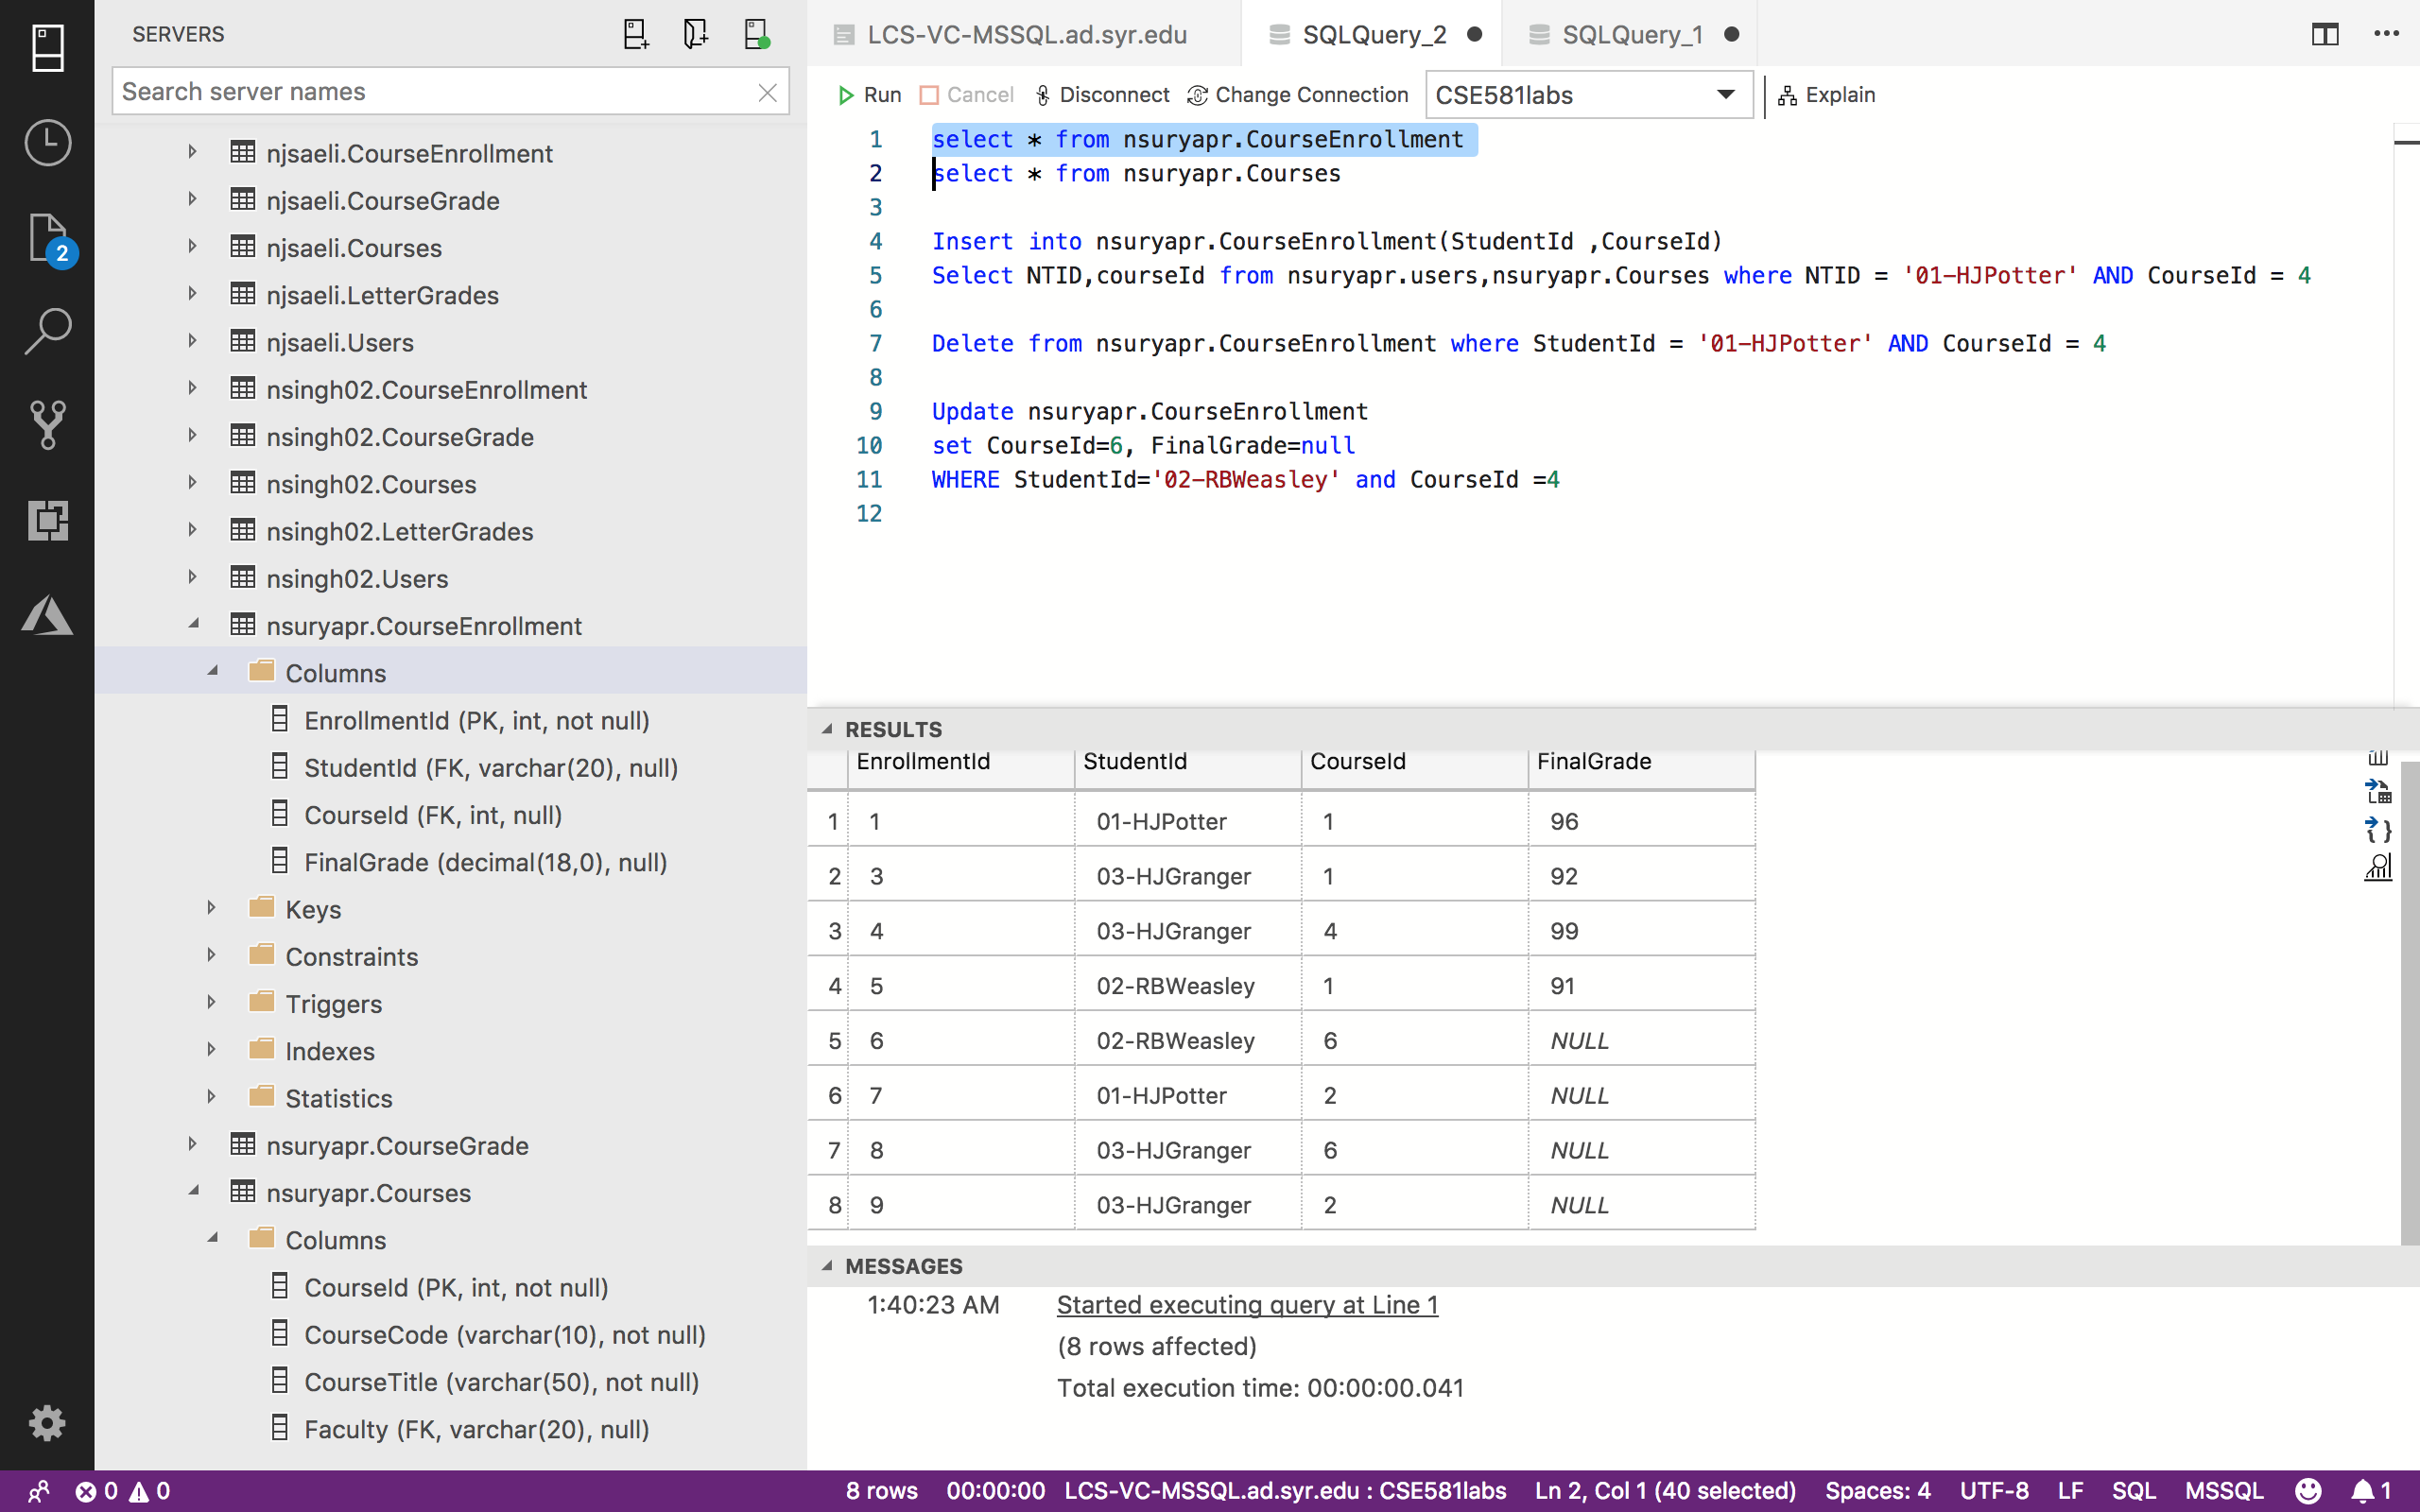 SERVERS
Search server names
2
njsaeli.CourseEnrollment
njsaeli.CourseGrade
njsaeli.Courses
njsaeli.LetterGrades
njsaeli.Users
nsingh02.CourseEnrollment
nsingh02.CourseGrade
nsingh02.Courses
nsingh02.LetterGrades
nsingh02.Users
nsuryapr.CourseEnrollment
Columns
EnrollmentId (PK, int, not null)
StudentId (FK, varchar(20), null)
CourseId (FK, int, null)
FinalGrade (decimal(18,0), null)
Keys
Constraints
Triggers
Indexes
Statistics
nsuryapr.CourseGrade
nsuryapr.Courses
Columns
CourseId (PK, int, not null)
CourseCode (varchar(10), not null)
CourseTitle (varchar(50), not null)
Faculty (FK, varchar(20), null)
LCS-VC-MSSQL.ad.syr.edu SQLQuery_2 SQLQuery_1
Run Cancel Disconnect Change Connection CSE581labs Explain
1 select * from nsuryapr.CourseEnrollment
2 select * from nsuryapr.Courses
3
4 Insert into nsuryapr.CourseEnrollment(StudentId ,CourseId)
5 Select NTID,courseId from nsuryapr.users,nsuryapr.Courses where NTID = '01-HJPotter' AND CourseId = 4
6
7 Delete from nsuryapr.CourseEnrollment where StudentId = '01-HJPotter' AND CourseId = 4
8
9 Update nsuryapr.CourseEnrollment
10 set CourseId=6, FinalGrade=null
11 WHERE StudentId='02-RBWeasley' and CourseId =4
12
RESULTS
EnrollmentId StudentId CourseId FinalGrade
1 1 01-HJPotter 1 96
2 3 03-HJGranger 1 92
3 4 03-HJGranger 4 99
4 5 02-RBWeasley 1 91
5 6 02-RBWeasley 6 NULL
6 7 01-HJPotter 2 NULL
7 8 03-HJGranger 6 NULL
8 9 03-HJGranger 2 NULL
MESSAGES
1:40:23 AM Started executing query at Line 1
(8 rows affected)
Total execution time: 00:00:00.041
0 0 8 rows 00:00:00 LCS-VC-MSSQL.ad.syr.edu : CSE581labs Ln 2, Col 1 (40 selected) Spaces: 4 UTF-8 LF SQL MSSQL 1